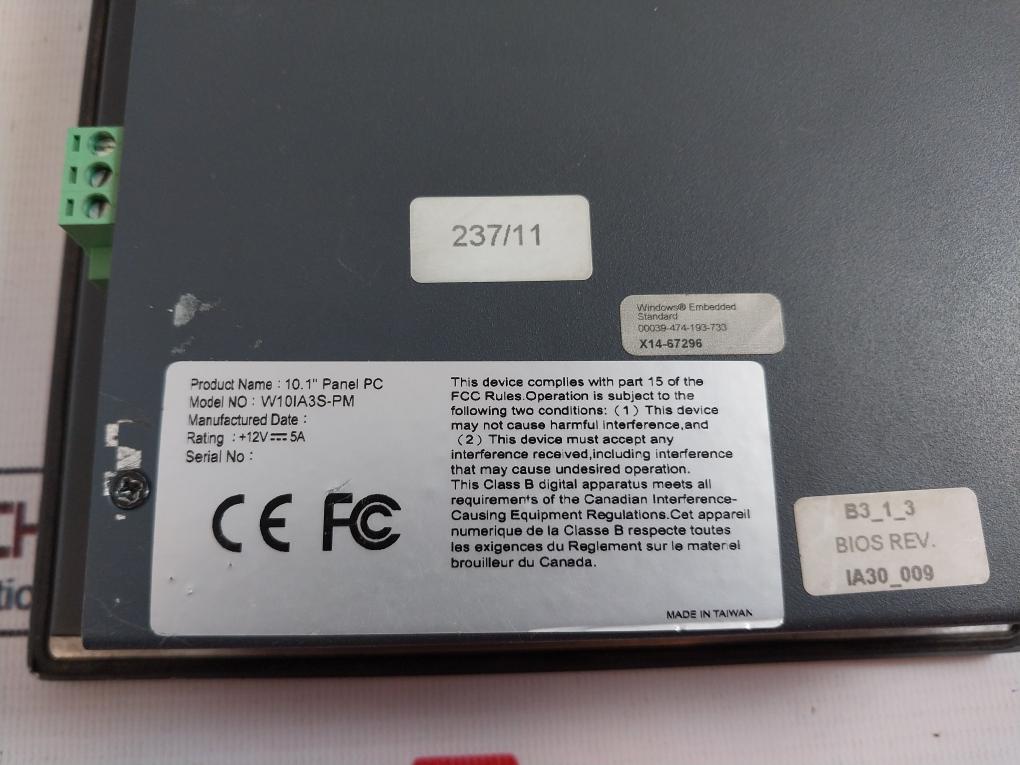 237/11
Windows® Embedded
Standard
00039-474-193-733
X14-67296
Product Name : 10.1" Panel PC
Model NO : W10IA3S-PM
Manufactured Date :
Rating : +12V⎓5A
Serial No :
CE FC
This device complies with part 15 of the
FCC Rules.Operation is subject to the
following two conditions: (1) This device
may not cause harmful interference,and
(2) This device must accept any
interference received,including interference
that may cause undesired operation.
This Class B digital apparatus meets all
requirements of the Canadian Interference-
Causing Equipment Regulations.Cet appareil
numerique de la Classe B respecte toutes
les exigences du Reglement sur le materiel
brouilleur du Canada.
MADE IN TAIWAN
B3_1_3
BIOS REV.
IA30_009